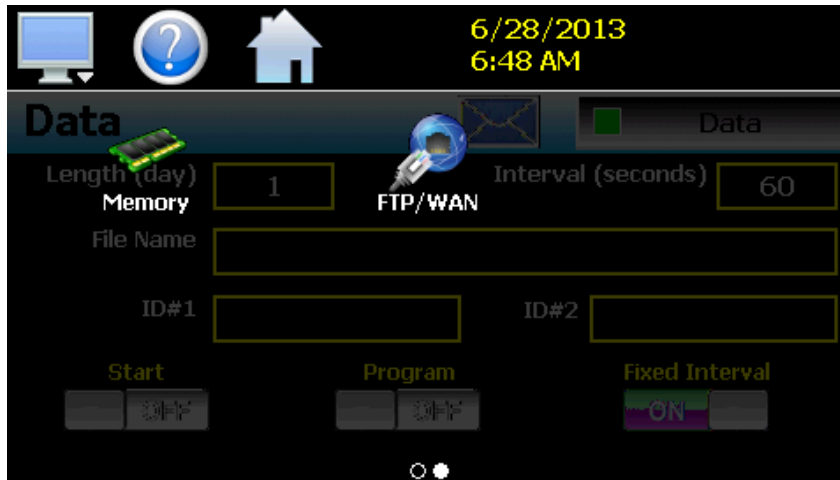 6/28/2013
6:48 AM
Data
Data
Length (day)
1
Interval (seconds)
60
Memory
FTP/WAN
File Name
ID#1
ID#2
Start
Program
Fixed Interval
OFF
OFF
ON